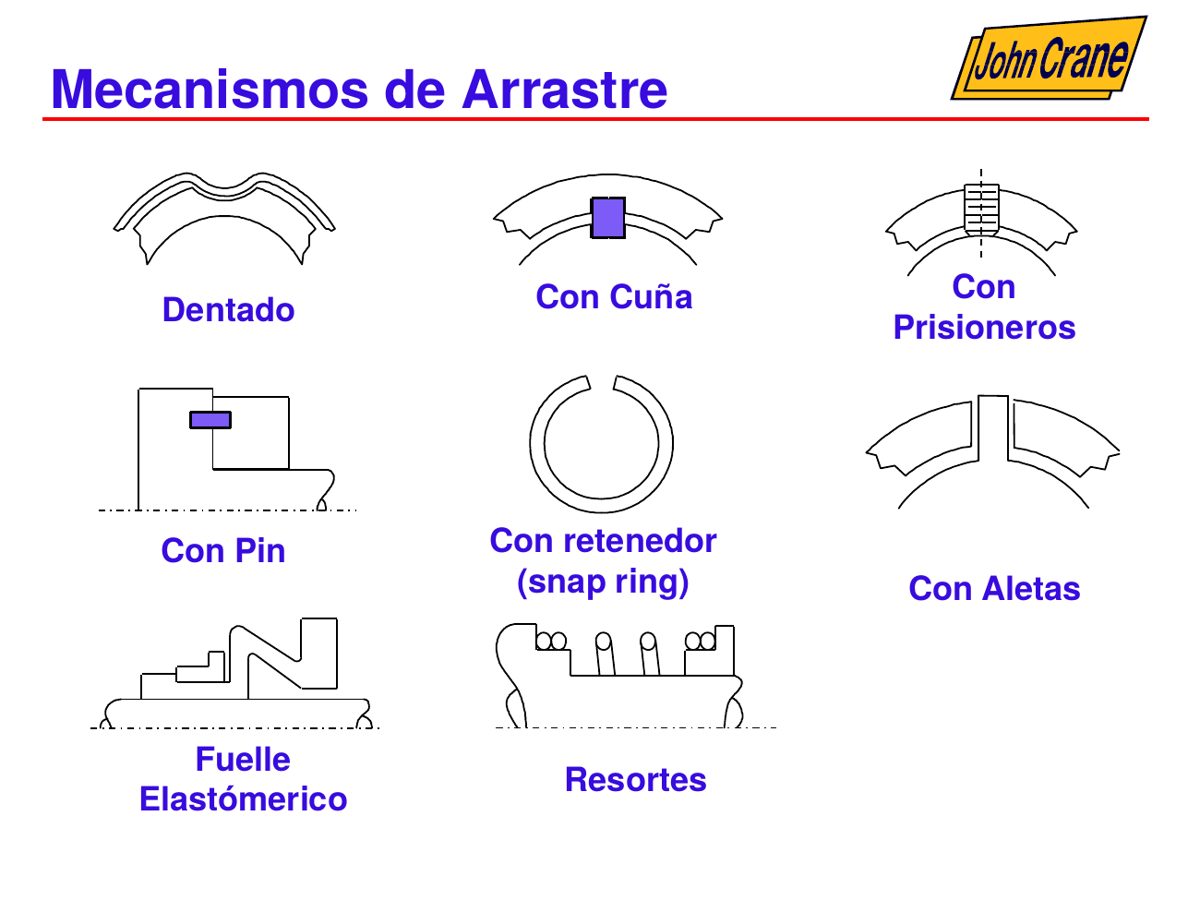 John Crane
Mecanismos de Arrastre
Dentado
Con Cuña
Con
Prisioneros
Con Pin
Con retenedor
(snap ring)
Con Aletas
Fuelle
Elastómerico
Resortes